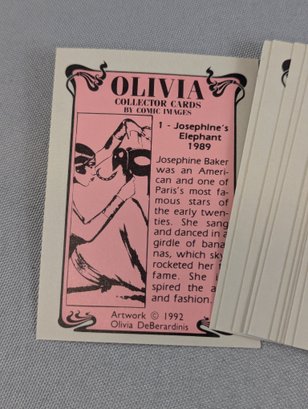 OLIVIA
COLLECTOR CARDS
BY COMIC IMAGES
1 - Josephine's
Elephant
1989
Josephine Baker
was an Ameri-
can and one of
Paris's most fa-
mous stars of
the early twen-
ties. She sang
and danced in a
girdle of bana
nas, which sky
rocketed her t
fame. She i
spired the a
and fashion.
Artwork © 1992
Olivia DeBerardinis